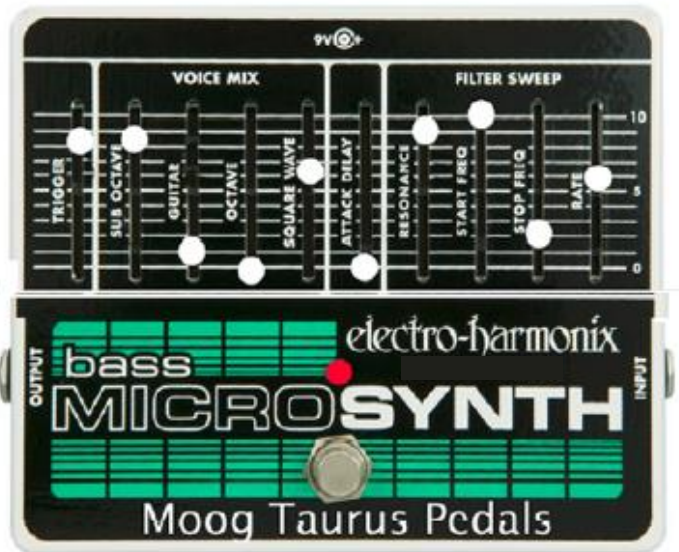 9V +
VOICE MIX
FILTER SWEEP
TRIGGER
SUB OCTAVE
GUITAR
OCTAVE
SQUARE WAVE
ATTACK DELAY
RESONANCE
START FREQ
STOP FREQ
RATE
10
5
0
OUTPUT
INPUT
electro-harmonix
bass
MICROSYNTH
Moog Taurus Pedals